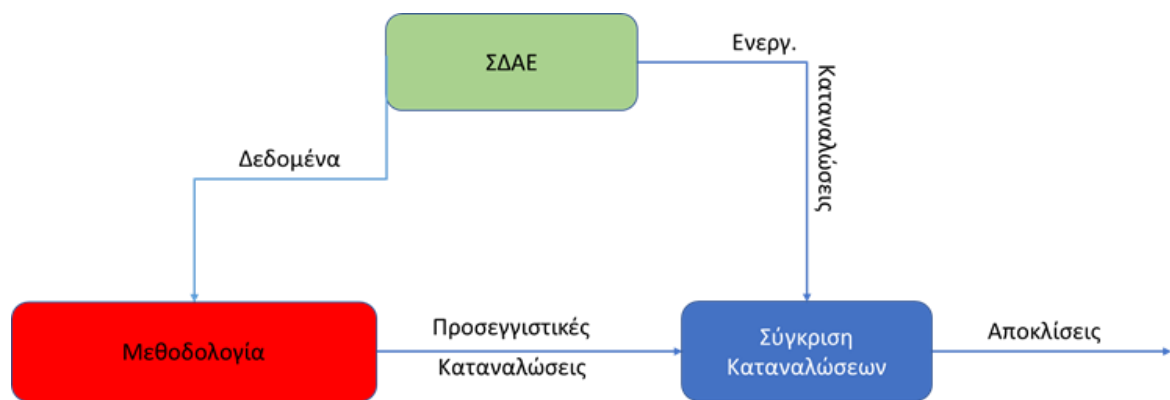 ΣΔΑΕ
Ενεργ.
Καταναλώσεις
Δεδομένα
Μεθοδολογία
Προσεγγιστικές
Καταναλώσεις
Σύγκριση
Καταναλώσεων
Αποκλίσεις